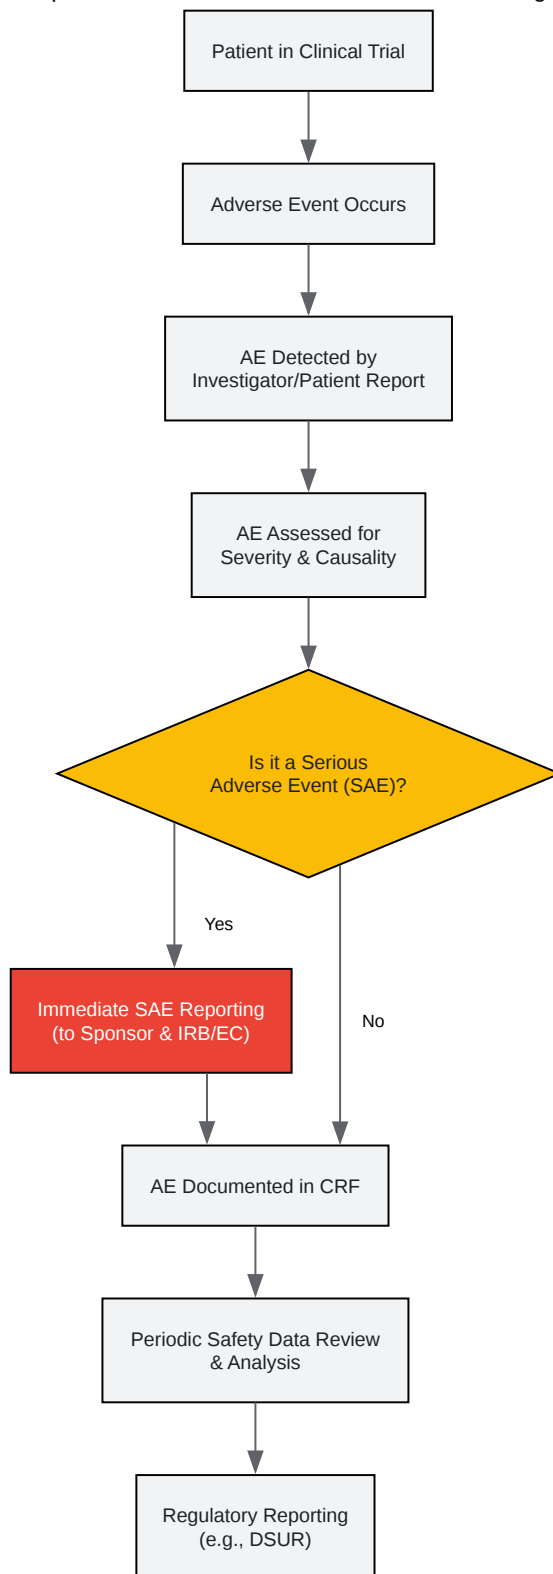 Patient in Clinical Trial
Adverse Event Occurs
AE Detected by
Investigator/Patient Report
AE Assessed for
Severity & Causality
Is it a Serious
Adverse Event (SAE)?
Yes
Immediate SAE Reporting
(to Sponsor & IRB/EC)
No
AE Documented in CRF
Periodic Safety Data Review
& Analysis
Regulatory Reporting
(e.g., DSUR)